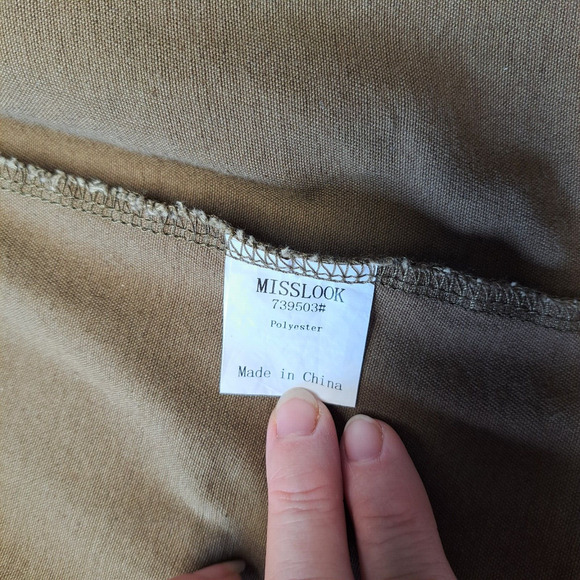 MISSLOOK
739503#
Polyester
Made in China